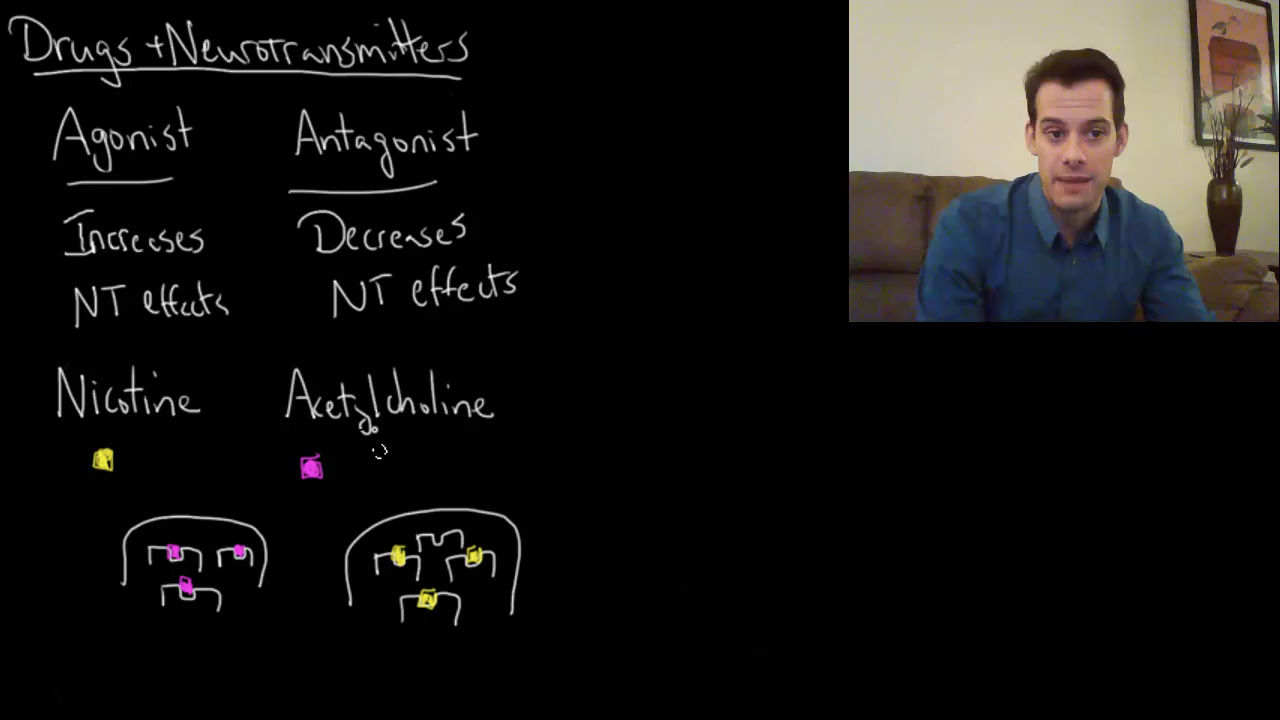 Drugs + Neurotransmitters
Agonist Antagonist
Increases Decreases
NT effects NT effects
Nicotine Acetylcholine